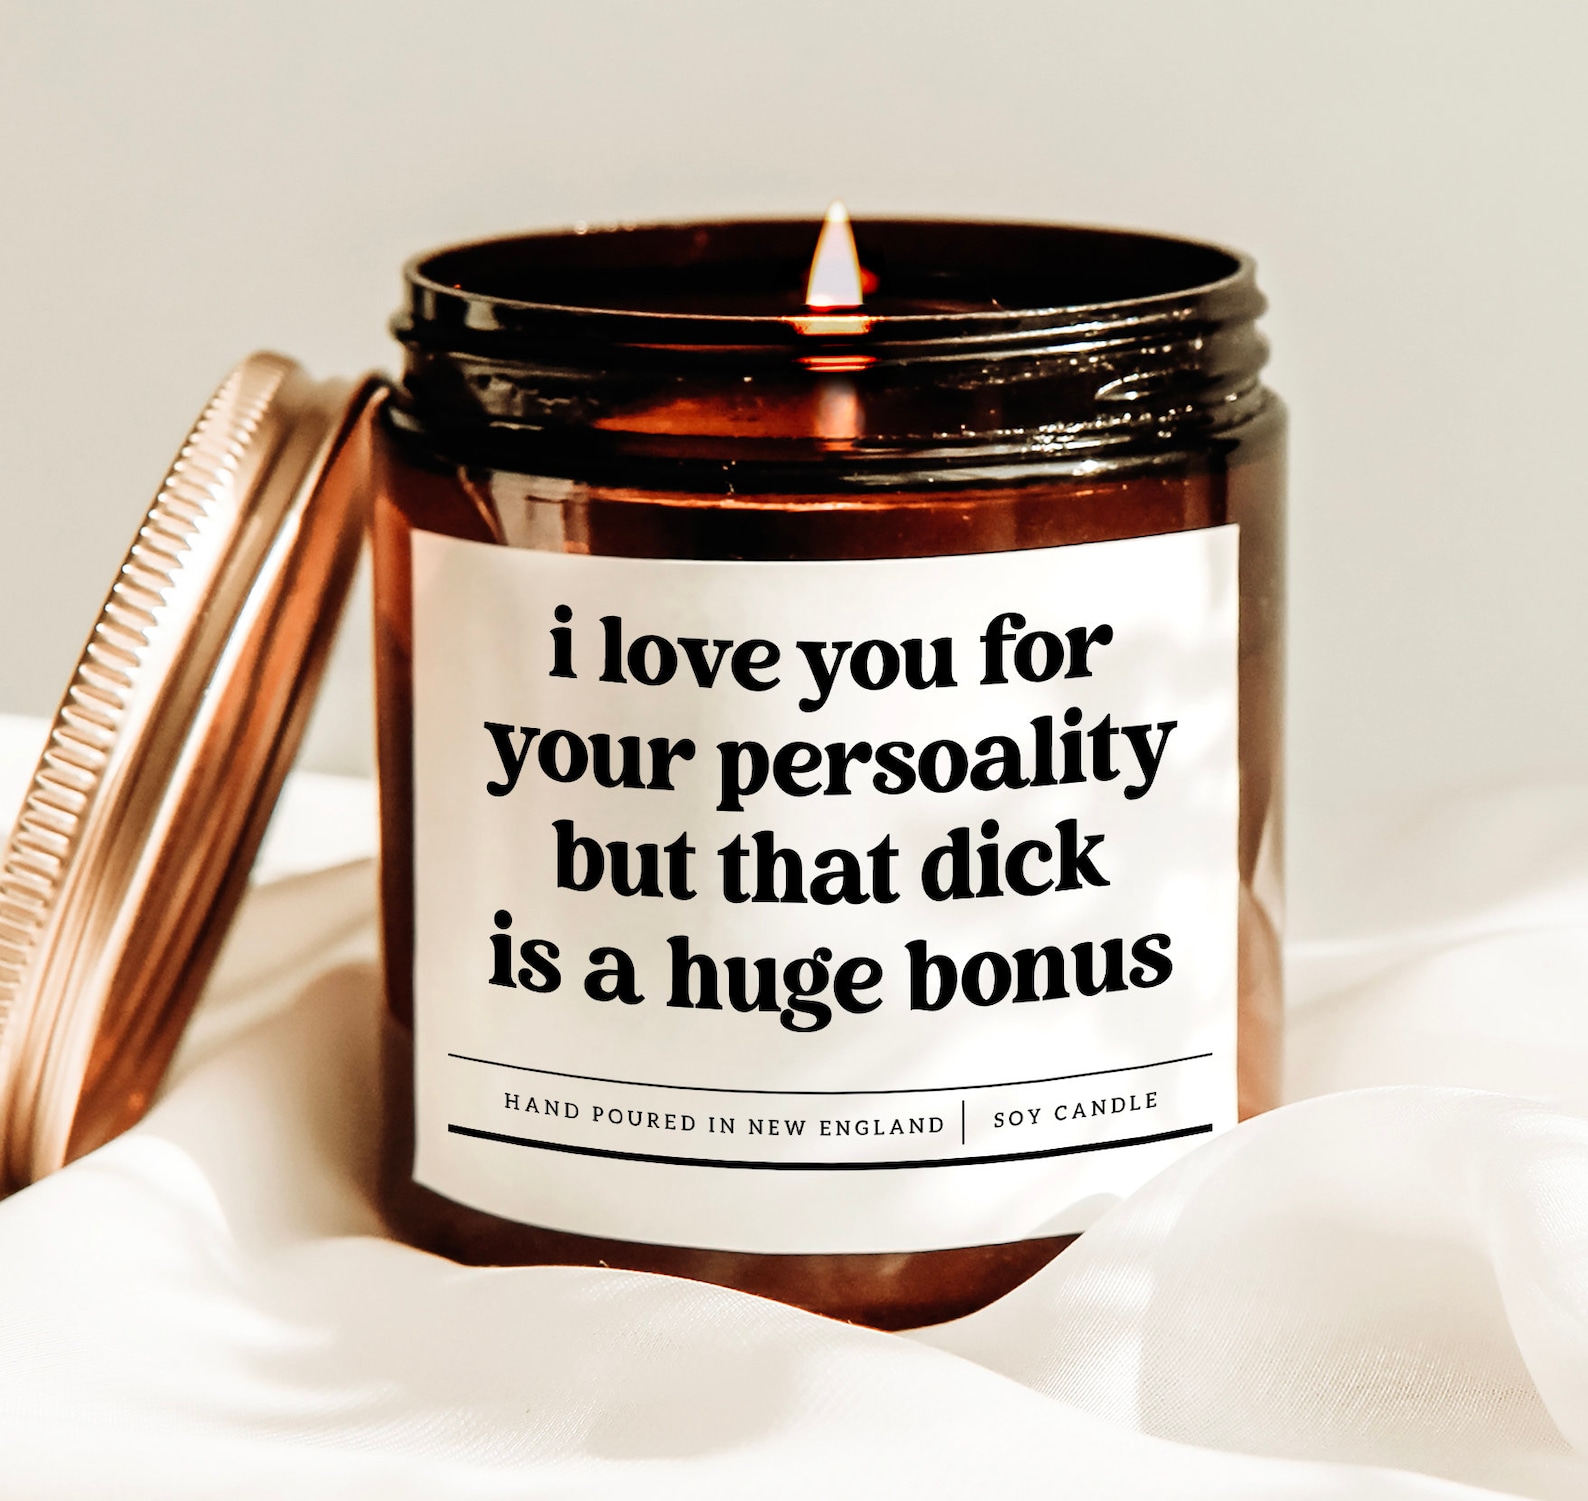 i love you for
your persoality
but that dick
is a huge bonus
HAND POURED IN NEW ENGLAND | SOY CANDLE